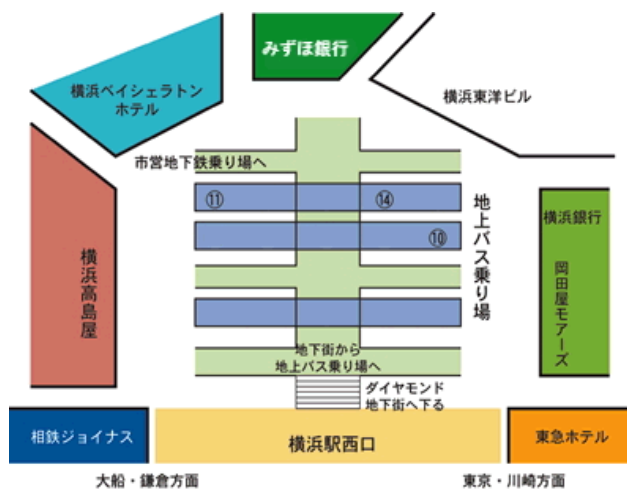 みずほ銀行
横浜ベイシェラトン
ホテル
横浜東洋ビル
市営地下鉄乗り場へ
⑪
⑭
⑩
地上バス乗り場
横浜銀行
岡田屋モアーズ
横浜高島屋
地下街から
地上バス乗り場へ
ダイヤモンド
地下街へ下る
相鉄ジョイナス
横浜駅西口
東急ホテル
大船・鎌倉方面
東京・川崎方面